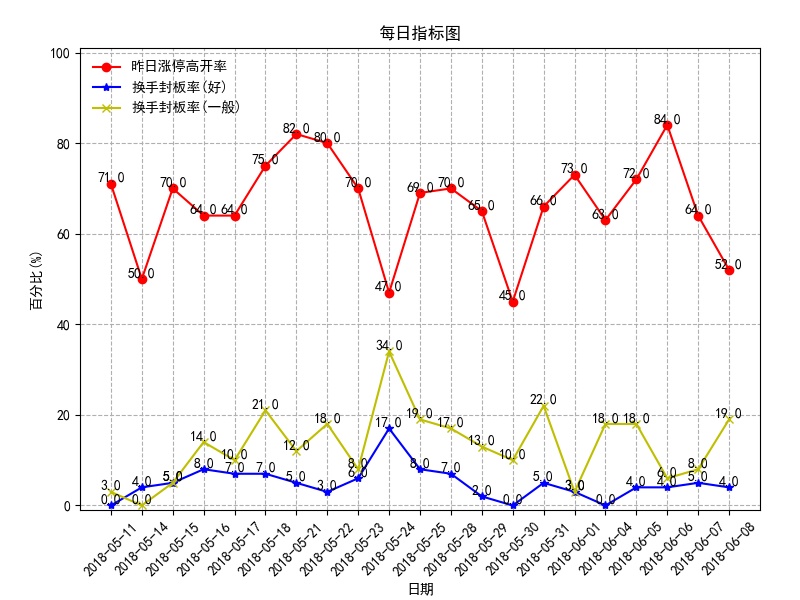 每日指标图
昨日涨停高开率
换手封板率(好)
换手封板率(一般)
百分比(%)
100
80
60
40
20
0
71.0 50.0 70.0 64.0 64.0 75.0 82.0 80.0 70.0 47.0 69.0 70.0 65.0 45.0 66.0 73.0 63.0 72.0 84.0 64.0 52.0
3.0 0.0 5.0 14.0 10.0 21.0 12.0 18.0 8.0 34.0 19.0 17.0 13.0 10.0 22.0 3.0 18.0 18.0 6.0 8.0 19.0
0.0 4.0 5.0 8.0 7.0 7.0 5.0 3.0 6.0 17.0 8.0 7.0 2.0 0.0 5.0 3.0 0.0 4.0 4.0 5.0 4.0
2018-05-11 2018-05-14 2018-05-15 2018-05-16 2018-05-17 2018-05-18 2018-05-21 2018-05-22 2018-05-23 2018-05-24 2018-05-25 2018-05-28 2018-05-29 2018-05-30 2018-05-31 2018-06-01 2018-06-04 2018-06-05 2018-06-06 2018-06-07 2018-06-08
日期